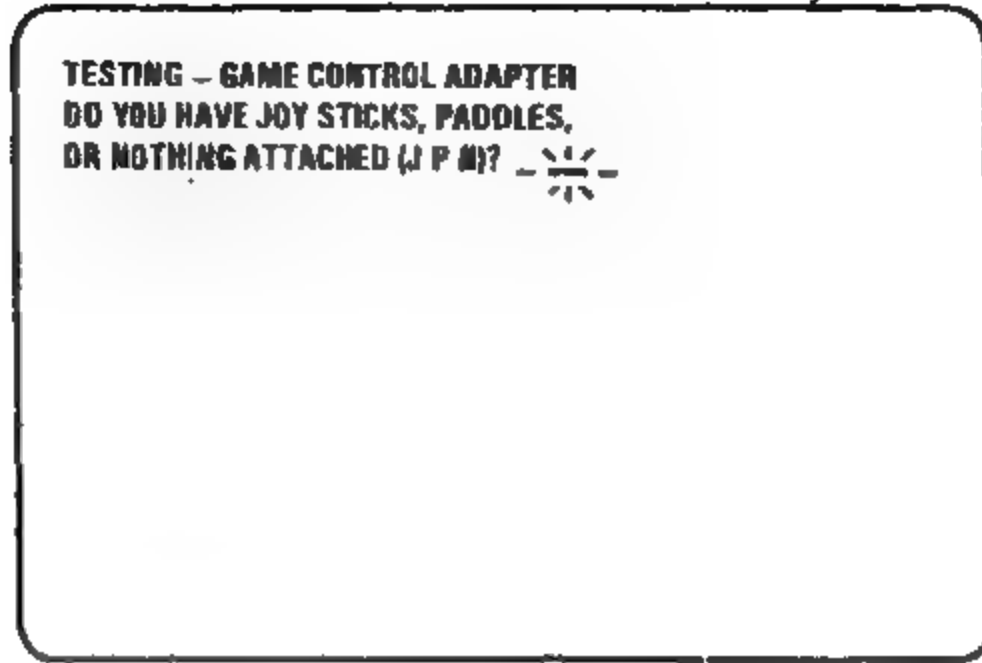 TESTING – GAME CONTROL ADAPTER
DO YOU HAVE JOY STICKS, PADDLES,
OR NOTHING ATTACHED (J P N)? _